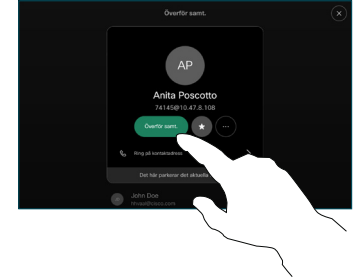 Överför samt.
AP
Anita Poscotto
74145@10.47.8.108
Överför samt.
Ring på kontaktadress
Det här parkerar det aktuella
John Doe